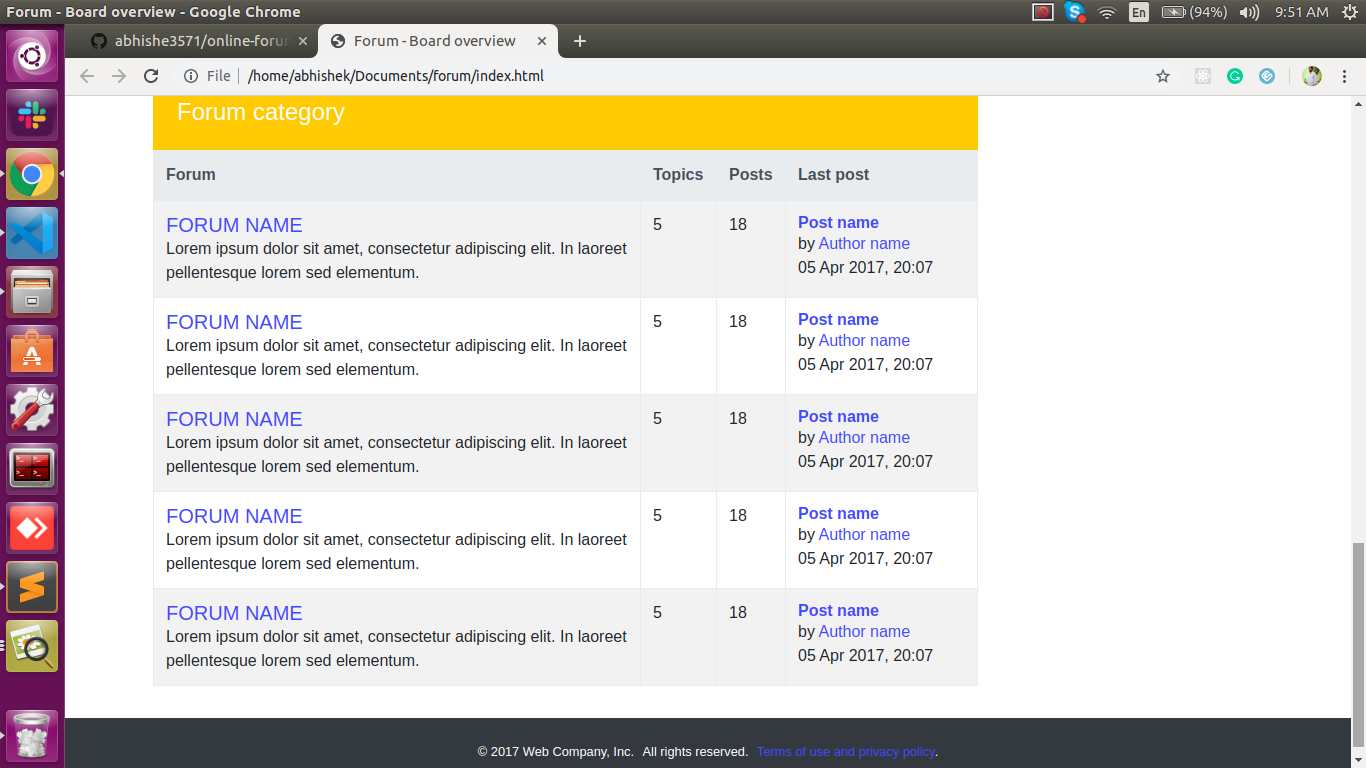 Forum - Board overview - Google Chrome
En (94%) 9:51 AM
abhishe3571/online-forum
Forum - Board overview
File /home/abhishek/Documents/forum/index.html
Forum category
Forum Topics Posts Last post
FORUM NAME 5 18 Post name
Lorem ipsum dolor sit amet, consectetur adipiscing elit. In laoreet by Author name
pellentesque lorem sed elementum. 05 Apr 2017, 20:07
FORUM NAME 5 18 Post name
Lorem ipsum dolor sit amet, consectetur adipiscing elit. In laoreet by Author name
pellentesque lorem sed elementum. 05 Apr 2017, 20:07
FORUM NAME 5 18 Post name
Lorem ipsum dolor sit amet, consectetur adipiscing elit. In laoreet by Author name
pellentesque lorem sed elementum. 05 Apr 2017, 20:07
FORUM NAME 5 18 Post name
Lorem ipsum dolor sit amet, consectetur adipiscing elit. In laoreet by Author name
pellentesque lorem sed elementum. 05 Apr 2017, 20:07
FORUM NAME 5 18 Post name
Lorem ipsum dolor sit amet, consectetur adipiscing elit. In laoreet by Author name
pellentesque lorem sed elementum. 05 Apr 2017, 20:07
© 2017 Web Company, Inc. All rights reserved. Terms of use and privacy policy.